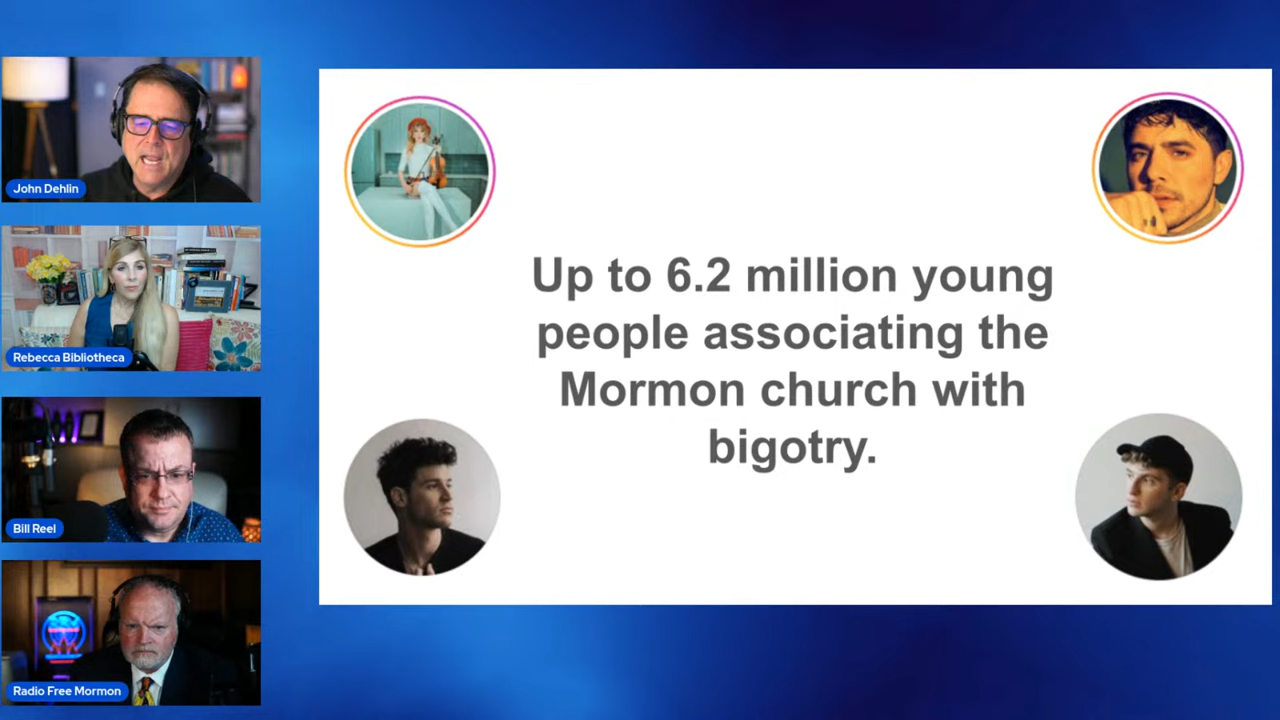 John Dehlin
Rebecca Bibliotheca
Bill Reel
Radio Free Mormon
Up to 6.2 million young
people associating the
Mormon church with
bigotry.